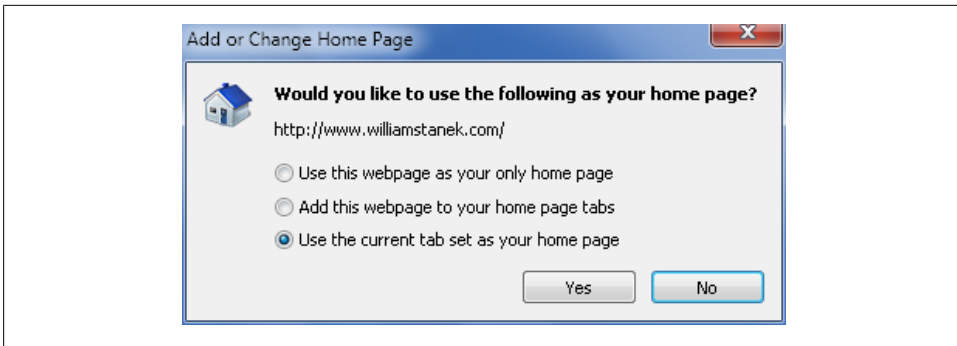 Add or Change Home Page
Would you like to use the following as your home page?
http://www.williamstanek.com/
Use this webpage as your only home page
Add this webpage to your home page tabs
Use the current tab set as your home page
Yes No